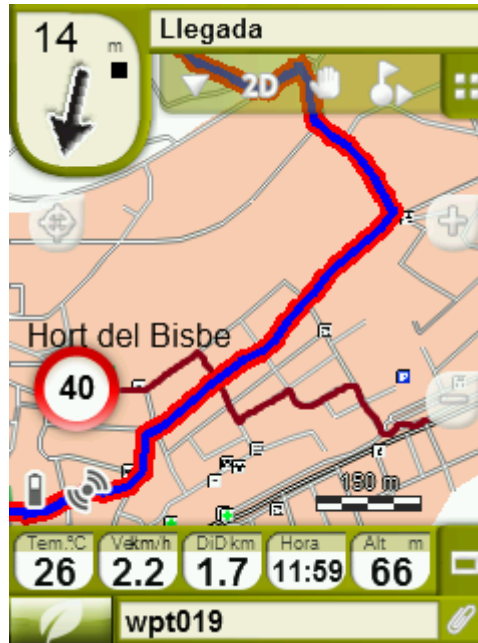 14 m
Llegada
2D
Hort del Bisbe
40
150 m
Tem.ºC
26
Vel km/h
2.2
DiD km
1.7
Hora
11:59
Alt m
66
wpt019